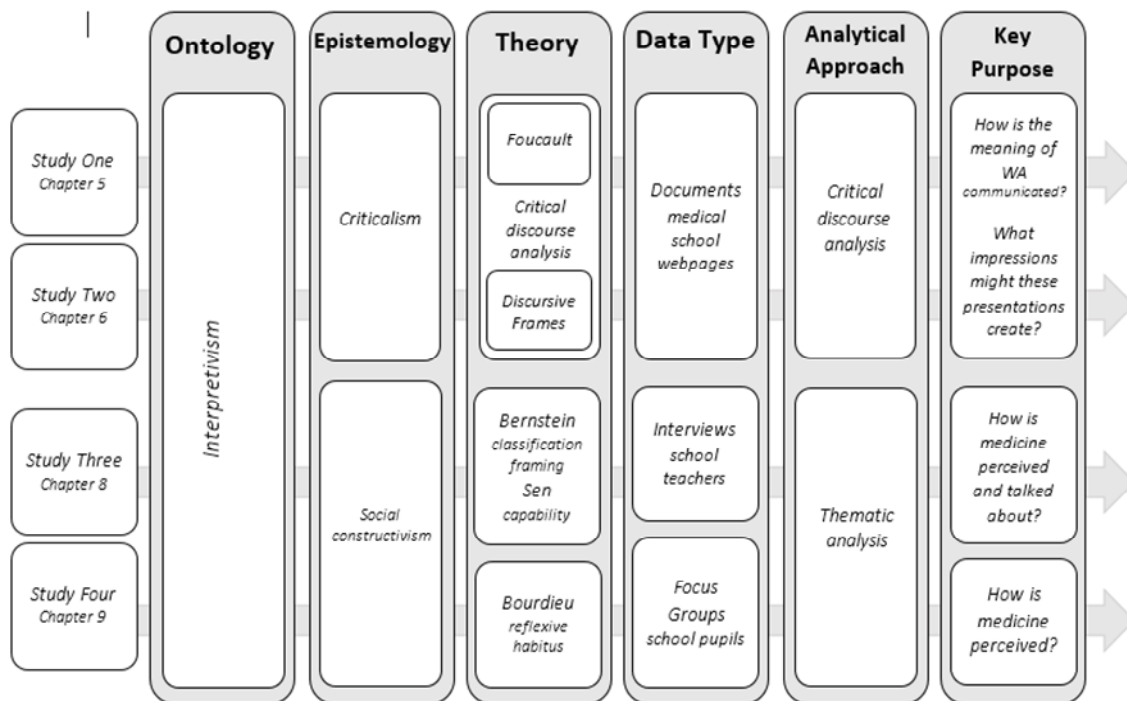 Ontology
Epistemology
Theory
Data Type
Analytical
Approach
Key
Purpose
Study One
Chapter 5
Study Two
Chapter 6
Study Three
Chapter 8
Study Four
Chapter 9
Interpretivism
Criticalism
Social
constructivism
Foucault
Critical
discourse
analysis
Discursive
Frames
Bernstein
classification
framing
Sen
capability
Bourdieu
reflexive
habitus
Documents
medical
school
webpages
Interviews
school
teachers
Focus
Groups
school pupils
Critical
discourse
analysis
Thematic
analysis
How is the
meaning of
WA
communicated?
What
impressions
might these
presentations
create?
How is
medicine
perceived
and talked
about?
How is
medicine
perceived?